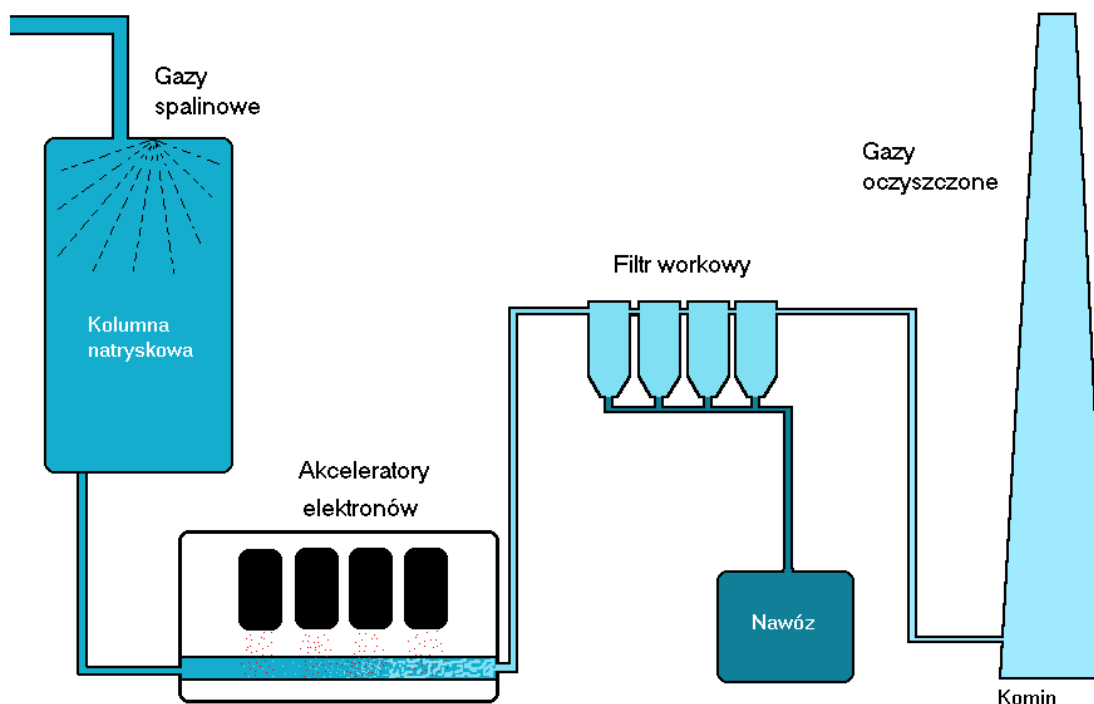 Gazy
spalinowe
Gazy
oczyszczone
Filtr workowy
Kolumna
natryskowa
Akceleratory
elektronów
Nawóz
Komin